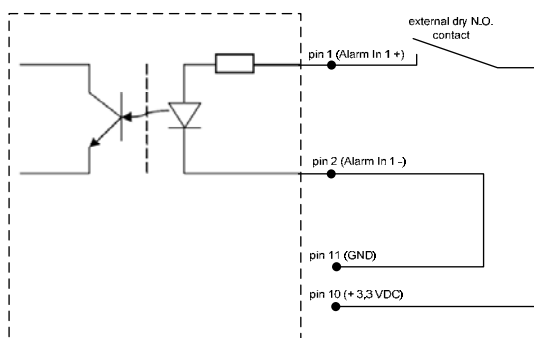 external dry N.O.
contact
pin 1 (Alarm In 1 +)
pin 2 (Alarm In 1 -)
pin 11 (GND)
pin 10 (+ 3,3 VDC)